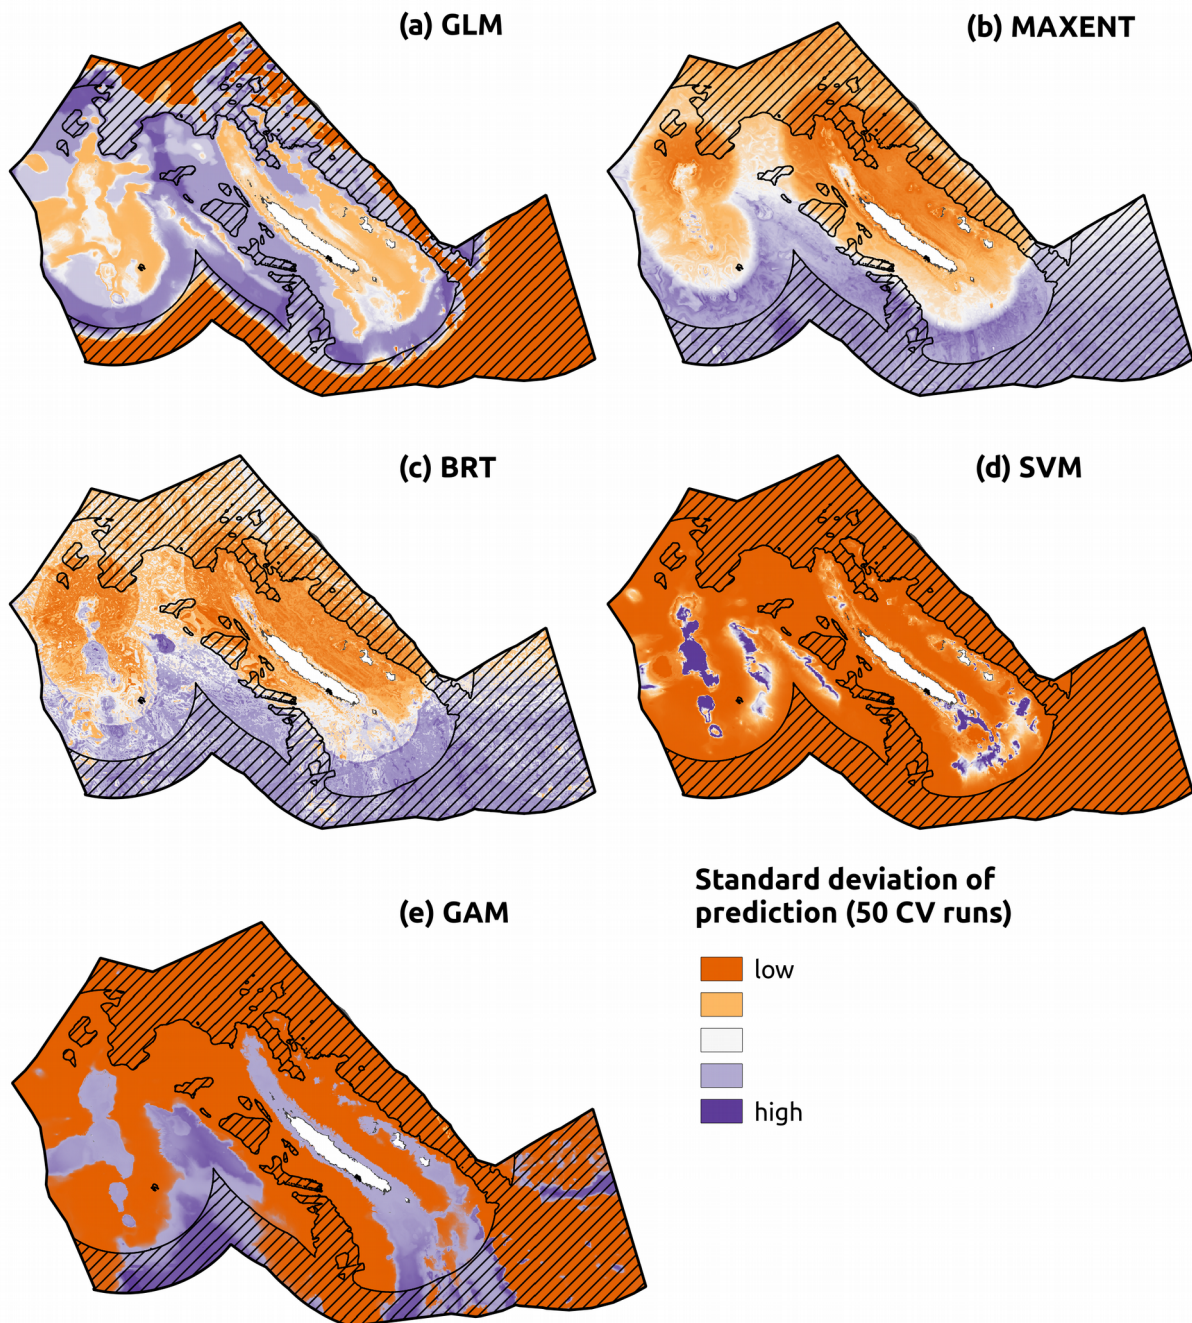 (a) GLM
(b) MAXENT
(c) BRT
(d) SVM
(e) GAM
Standard deviation of
prediction (50 CV runs)
low
high